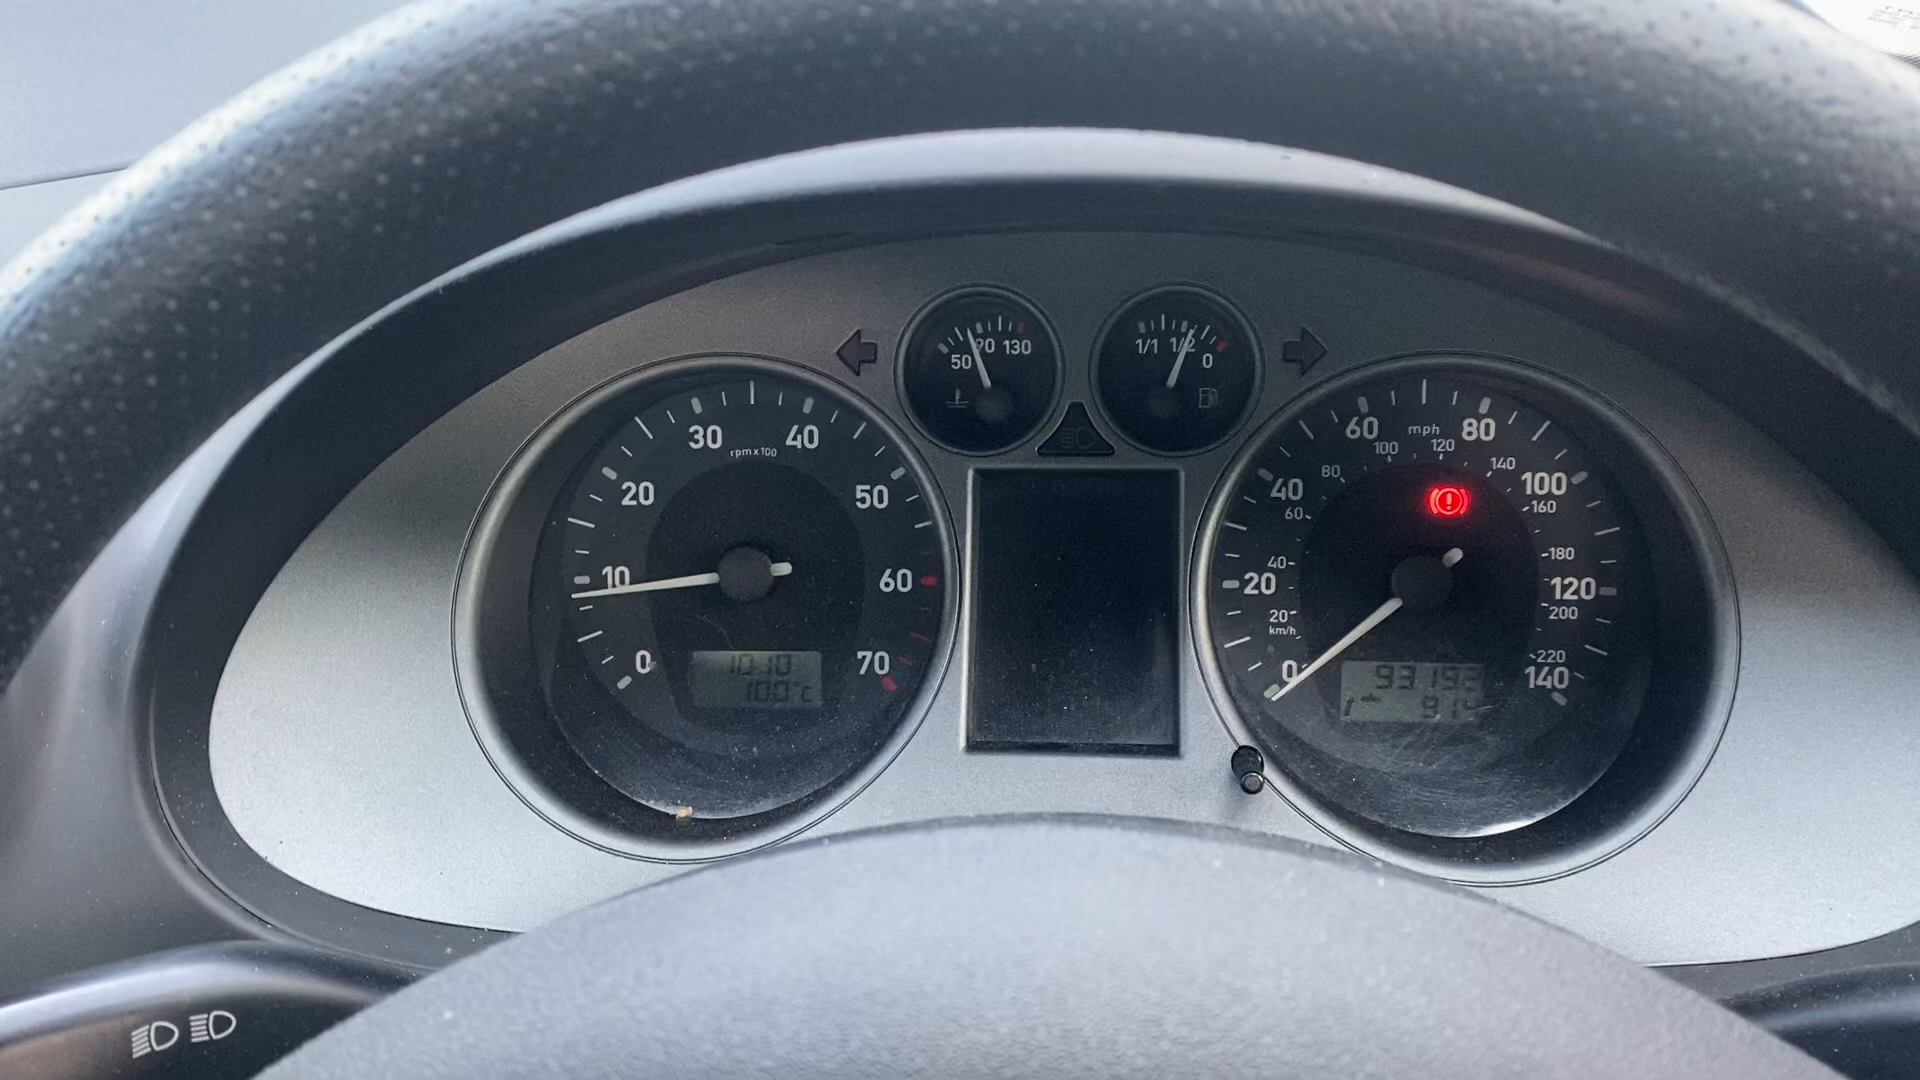 50 90 130
1/1 1/2 0
0 10 20 30 40 50 60 70
rpm x 100
1010
100°C
0 20 40 60 80 100 120 140
mph
20 40 60 80 100 120 140 160 180 200 220
km/h
93193